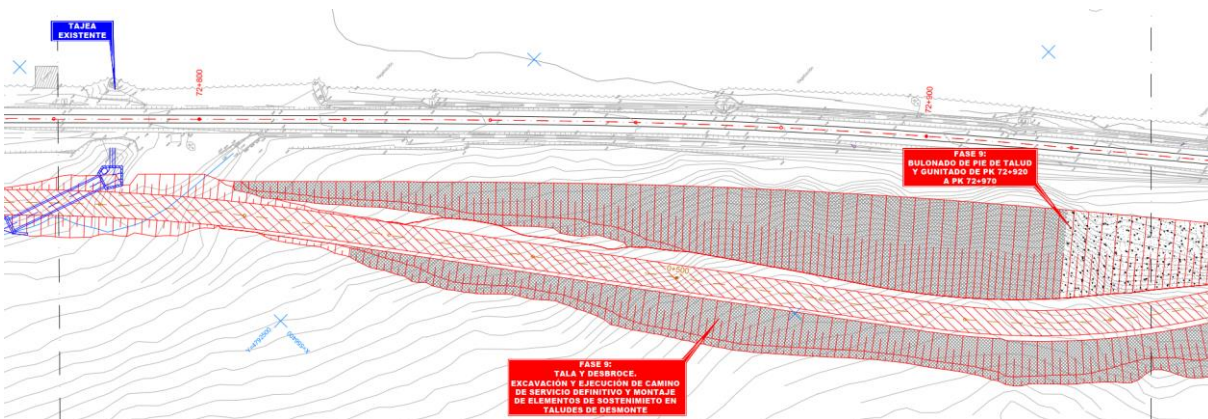 TAJEA
EXISTENTE
72+800
72+900
FASE 9:
BULONADO DE PIE DE TALUD
Y GUNITADO DE PK 72+920
A PK 72+970
0+500
FASE 9:
TALA Y DESBROCE.
EXCAVACIÓN Y EJECUCIÓN DE CAMINO
DE SERVICIO DEFINITIVO Y MONTAJE
DE ELEMENTOS DE SOSTENIMIETO EN
TALUDES DE DESMONTE